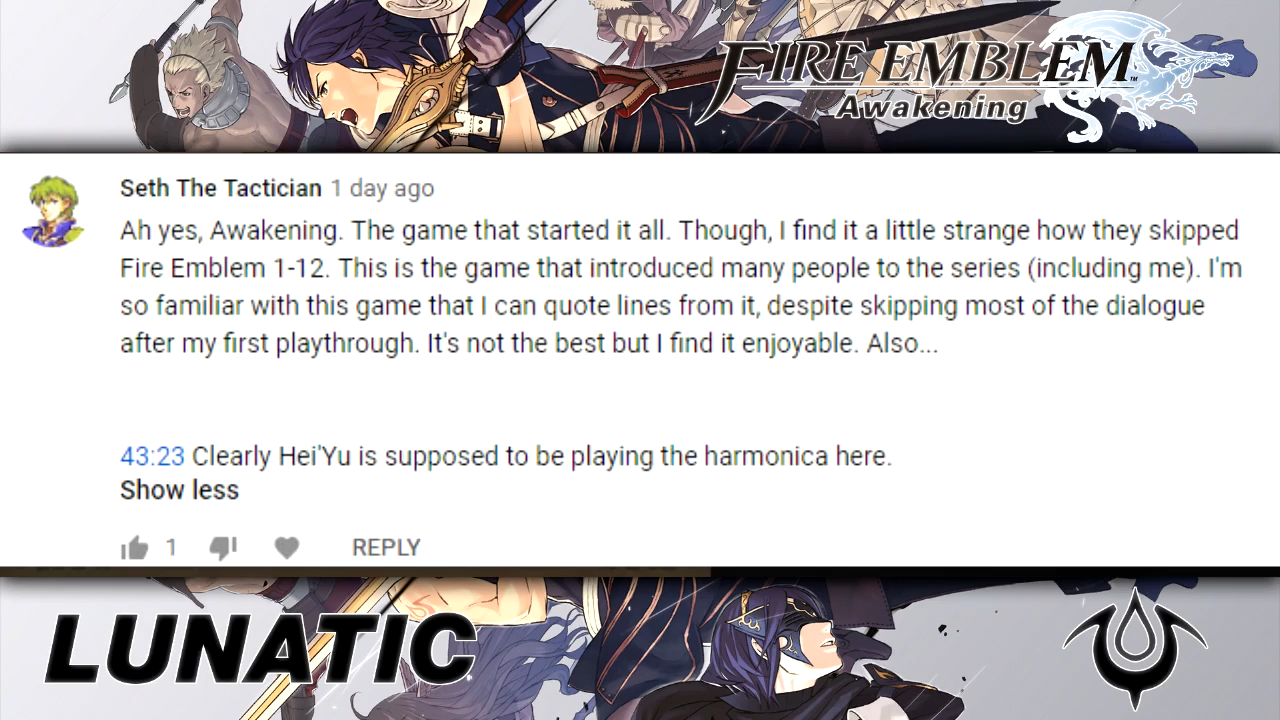 FIRE EMBLEM™
Awakening
Seth The Tactician 1 day ago
Ah yes, Awakening. The game that started it all. Though, I find it a little strange how they skipped
Fire Emblem 1-12. This is the game that introduced many people to the series (including me). I'm
so familiar with this game that I can quote lines from it, despite skipping most of the dialogue
after my first playthrough. It's not the best but I find it enjoyable. Also...
43:23 Clearly Hei'Yu is supposed to be playing the harmonica here.
Show less
1 REPLY
LUNATIC